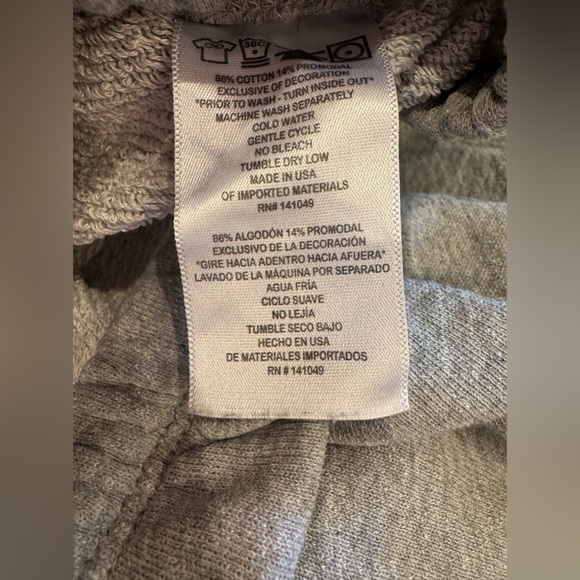 30C
86% COTTON 14% PROMODAL
EXCLUSIVE OF DECORATION
*PRIOR TO WASH - TURN INSIDE OUT*
MACHINE WASH SEPARATELY
COLD WATER
GENTLE CYCLE
NO BLEACH
TUMBLE DRY LOW
MADE IN USA
OF IMPORTED MATERIALS
RN# 141049
86% ALGODÓN 14% PROMODAL
EXCLUSIVO DE LA DECORACIÓN
*GIRE HACIA ADENTRO HACIA AFUERA*
LAVADO DE LA MÁQUINA POR SEPARADO
AGUA FRÍA
CICLO SUAVE
NO LEJÍA
TUMBLE SECO BAJO
HECHO EN USA
DE MATERIALES IMPORTADOS
RN # 141049